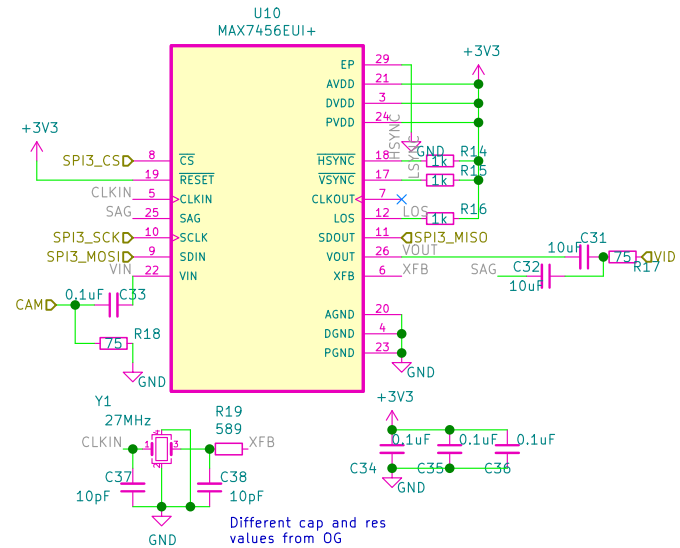 U10
MAX7456EUI+
EP 29
AVDD 21
+3V3
DVDD 3
PVDD 24
+3V3
HSYNC
LSYNC
GND
SPI3_CS 8 CS
HSYNC 18 1k R14
19 RESET
VSYNC 17 1k R15
CLKIN 5 CLKIN
CLKOUT 7
SAG 25 SAG
LOS 12 LOS 1k R16
SPI3_SCK 10 SCLK
SDOUT 11 SPI3_MISO
SPI3_MOSI 9 SDIN
VOUT 26 VOUT
10uF C31
75 VID
R17
VIN 22 VIN
XFB 6 XFB
SAG C32
10uF
0.1uF C33
CAM
AGND 20
DGND 4
75 R18
PGND 23
GND
GND
Y1
27MHz
R19
589
CLKIN 1 2 3 4 XFB
C37
10pF
C38
10pF
GND
+3V3
0.1uF 0.1uF 0.1uF
C34 C35 C36
GND
Different cap and res
values from OG